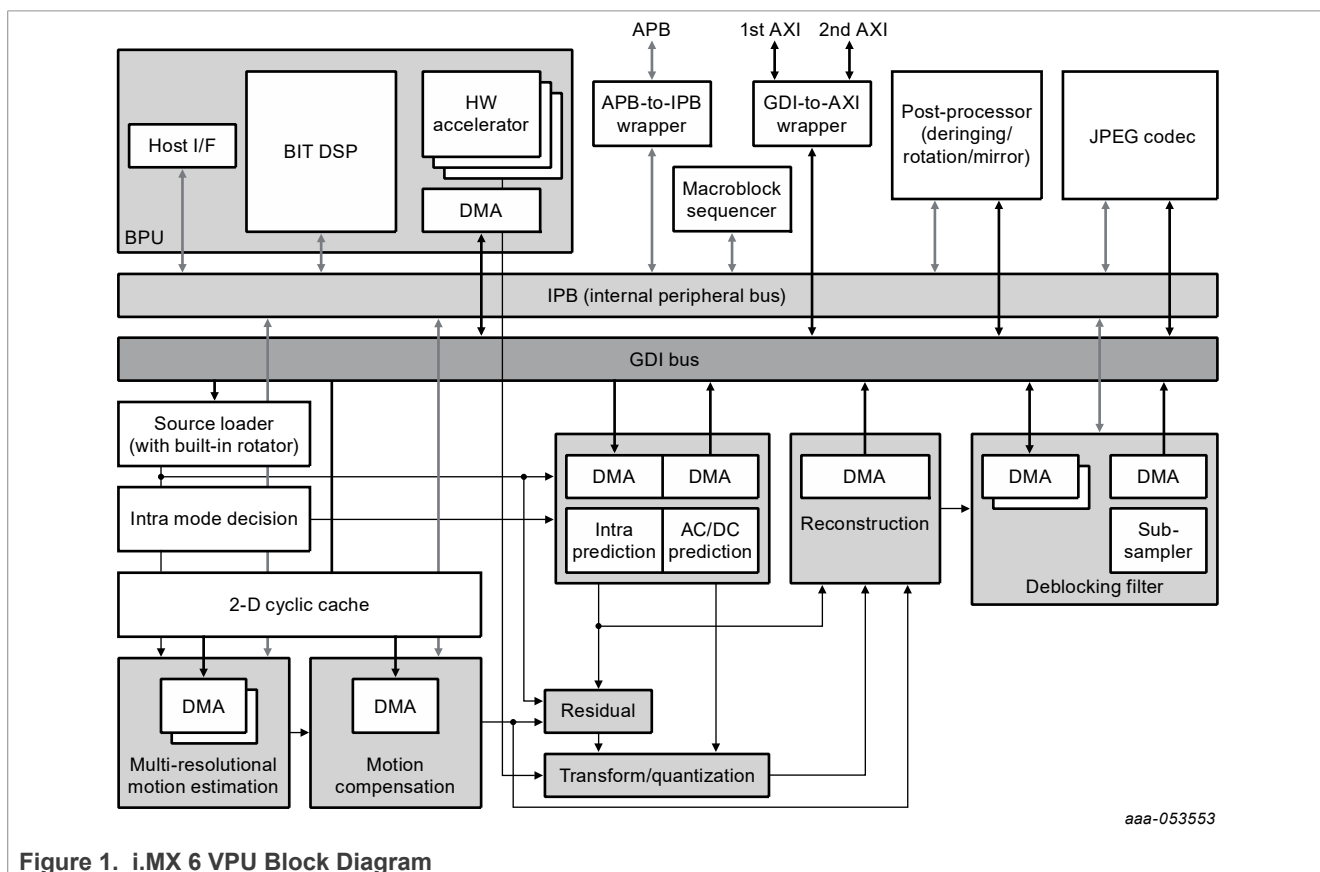 APB
1st AXI
2nd AXI
Host I/F
BIT DSP
HW
accelerator
DMA
BPU
APB-to-IPB
wrapper
GDI-to-AXI
wrapper
Macroblock
sequencer
Post-processor
(deringing/
rotation/mirror)
JPEG codec
IPB (internal peripheral bus)
GDI bus
Source loader
(with built-in rotator)
Intra mode decision
2-D cyclic cache
DMA
Multi-resolutional
motion estimation
DMA
Motion
compensation
DMA
DMA
Intra
prediction
AC/DC
prediction
Residual
Transform/quantization
DMA
Reconstruction
DMA
DMA
Sub-
sampler
Deblocking filter
aaa-053553
Figure 1. i.MX 6 VPU Block Diagram